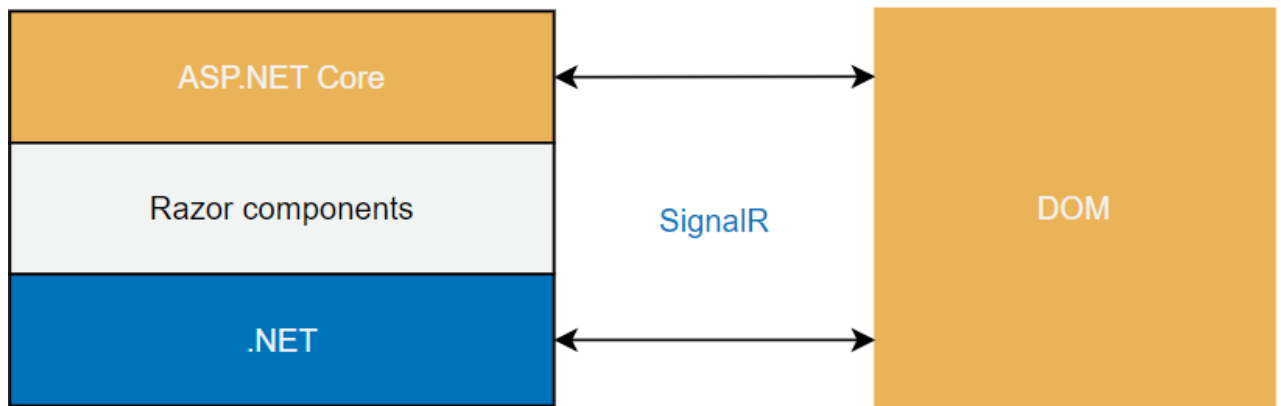 ASP.NET Core
Razor components
SignalR
DOM
.NET